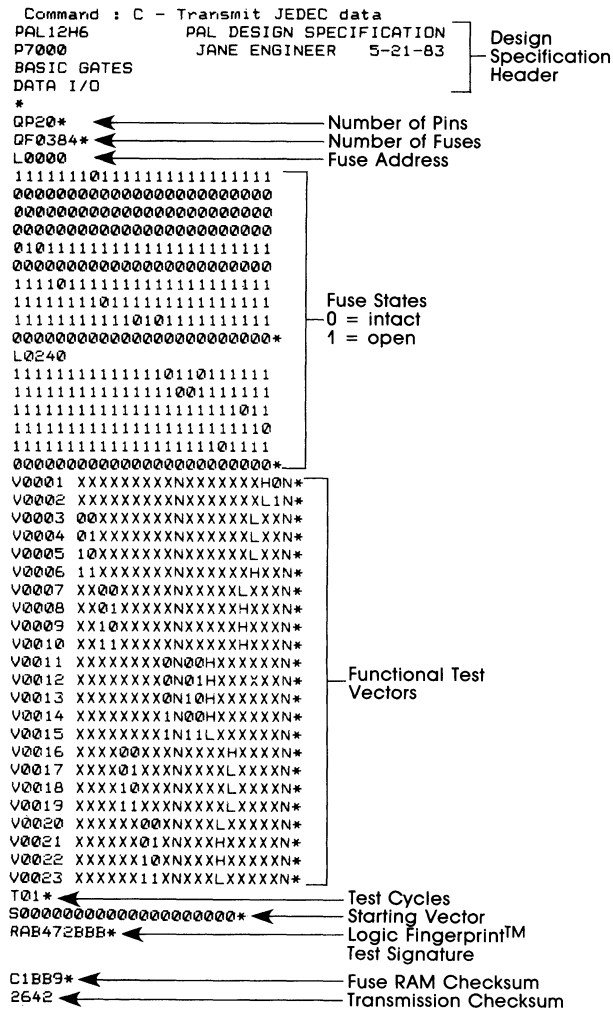 Command : C - Transmit JEDEC data
PAL12H6 PAL DESIGN SPECIFICATION
P7000 JANE ENGINEER 5-21-83
BASIC GATES
DATA I/O
*
Design
Specification
Header
QP20* Number of Pins
QF0384* Number of Fuses
L0000 Fuse Address
111111101111111111111111
000000000000000000000000
000000000000000000000000
000000000000000000000000
010111111111111111111111
000000000000000000000000
111101111111111111111111
111111110111111111111111
111111111110101111111111
000000000000000000000000*
L0240
111111111111110110111111
111111111111111001111111
111111111111111111111011
111111111111111111111110
111111111111111111101111
000000000000000000000000*
Fuse States
0 = intact
1 = open
V0001 XXXXXXXXXNXXXXXXXH0N*
V0002 XXXXXXXXXNXXXXXXXL1N*
V0003 00XXXXXXXNXXXXXXLXXN*
V0004 01XXXXXXXNXXXXXXLXXN*
V0005 10XXXXXXXNXXXXXXLXXN*
V0006 11XXXXXXXNXXXXXXHXXN*
V0007 XX00XXXXXNXXXXXLXXXN*
V0008 XX01XXXXXNXXXXXHXXXN*
V0009 XX10XXXXXNXXXXXHXXXN*
V0010 XX11XXXXXNXXXXXHXXXN*
V0011 XXXXXXXX0N00HXXXXXXN*
V0012 XXXXXXXX0N01HXXXXXXN*
V0013 XXXXXXXX0N10HXXXXXXN*
V0014 XXXXXXXX1N00HXXXXXXN*
V0015 XXXXXXXX1N11LXXXXXXN*
V0016 XXXX00XXXNXXXXHXXXXN*
V0017 XXXX01XXXNXXXXLXXXXN*
V0018 XXXX10XXXNXXXXLXXXXN*
V0019 XXXX11XXXNXXXXLXXXXN*
V0020 XXXXXX00XNXXXLXXXXXN*
V0021 XXXXXX01XNXXXHXXXXXN*
V0022 XXXXXX10XNXXXHXXXXXN*
V0023 XXXXXX11XNXXXLXXXXXN*
Functional Test
Vectors
T01* Test Cycles
S00000000000000000000* Starting Vector
RAB472BBB* Logic Fingerprint™
Test Signature
C1BB9* Fuse RAM Checksum
2642 Transmission Checksum